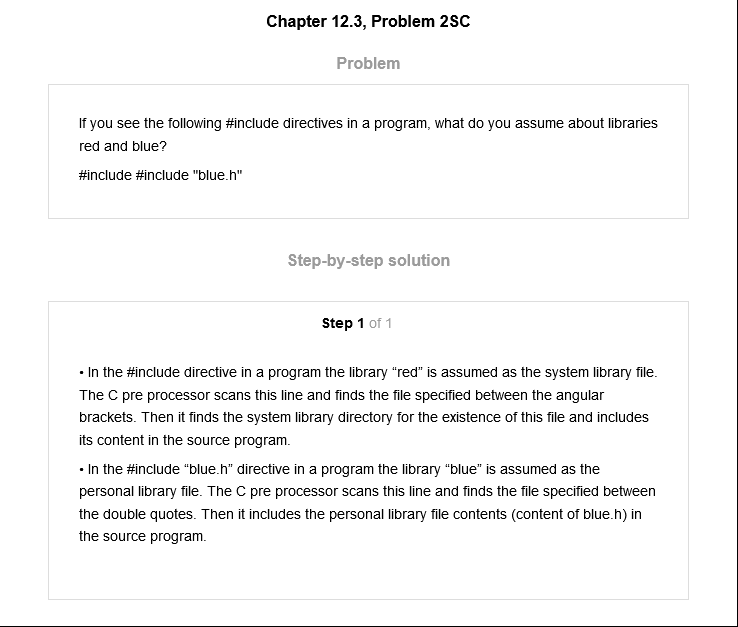 Chapter 12.3, Problem 2SC
Problem
If you see the following #include directives in a program, what do you assume about libraries
red and blue?
#include #include "blue.h"
Step-by-step solution
Step 1 of 1
• In the #include directive in a program the library “red” is assumed as the system library file.
The C pre processor scans this line and finds the file specified between the angular
brackets. Then it finds the system library directory for the existence of this file and includes
its content in the source program.
• In the #include “blue.h” directive in a program the library “blue” is assumed as the
personal library file. The C pre processor scans this line and finds the file specified between
the double quotes. Then it includes the personal library file contents (content of blue.h) in
the source program.